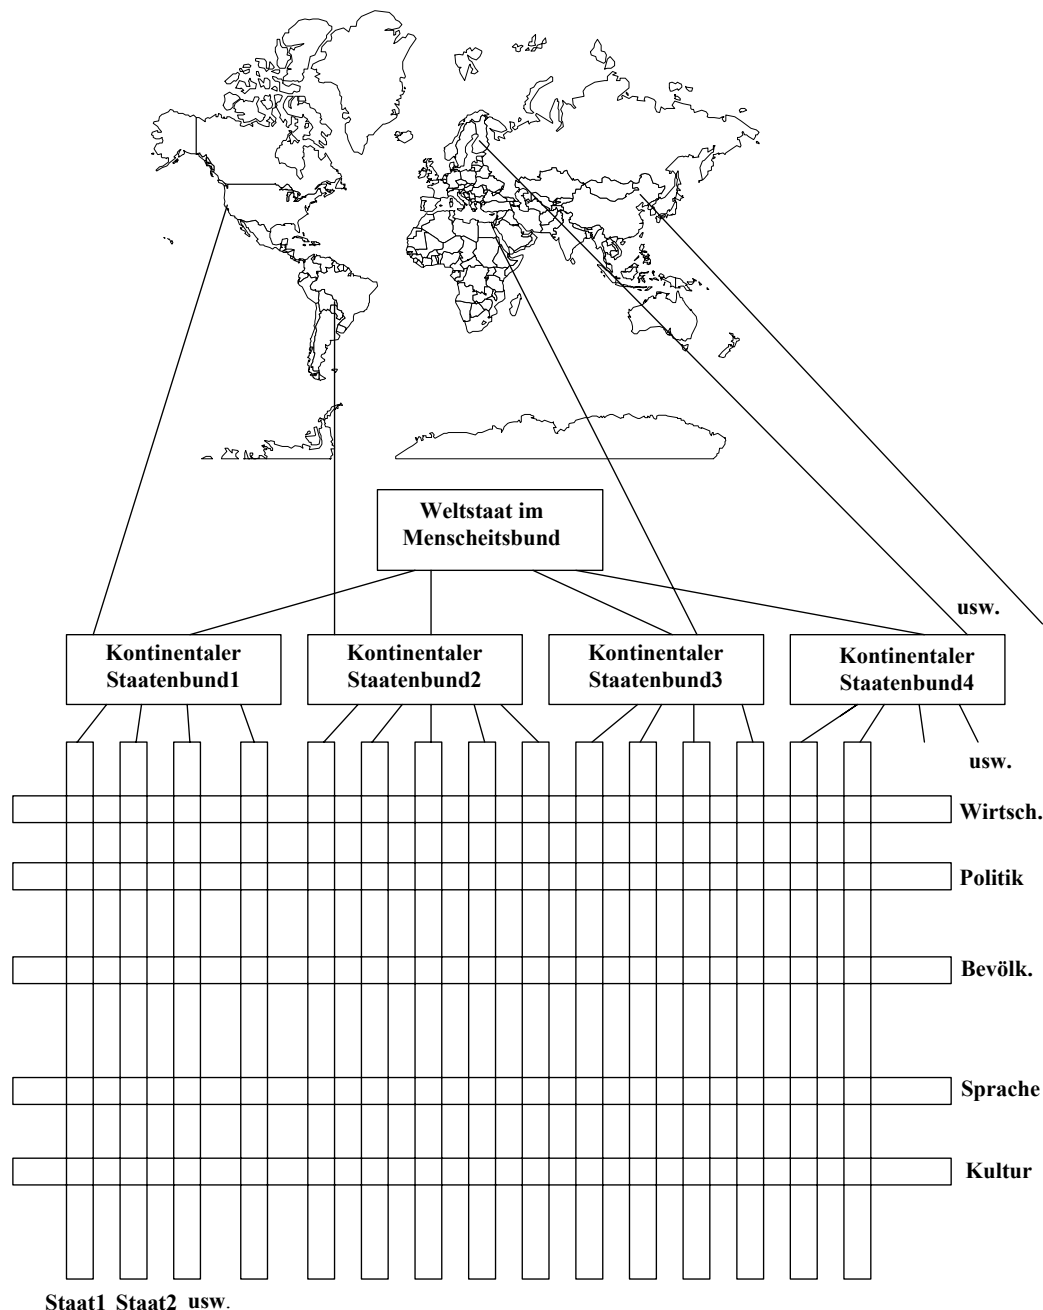 Weltstaat im
Menscheitsbund
usw.
Kontinentaler
Staatenbund1
Kontinentaler
Staatenbund2
Kontinentaler
Staatenbund3
Kontinentaler
Staatenbund4
usw.
Wirtsch.
Politik
Bevölk.
Sprache
Kultur
Staat1 Staat2 usw.